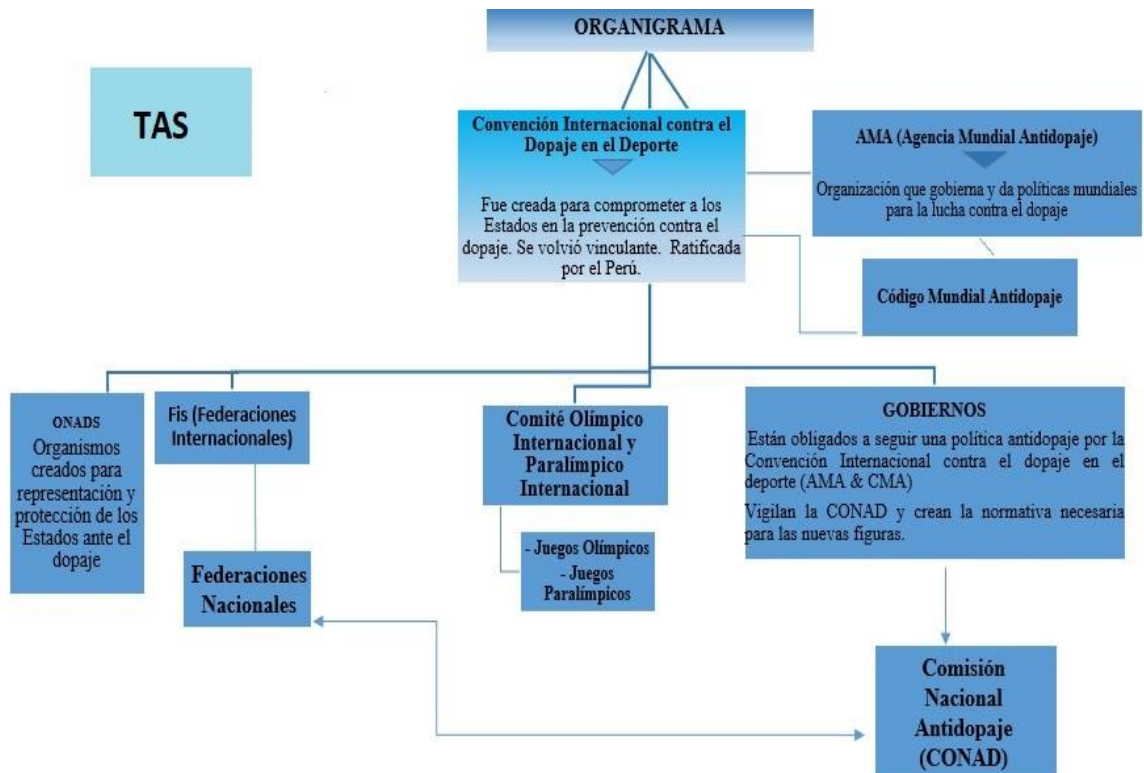 ORGANIGRAMA
TAS
Convención Internacional contra el
Dopaje en el Deporte
Fue creada para comprometer a los
Estados en la prevención contra el
dopaje. Se volvió vinculante. Ratificada
por el Perú.
AMA (Agencia Mundial Antidopaje)
Organización que gobierna y da políticas mundiales
para la lucha contra el dopaje
Código Mundial Antidopaje
ONADS
Organismos
creados para
representación y
protección de los
Estados ante el
dopaje
Fis (Federaciones
Internacionales)
Federaciones
Nacionales
Comité Olímpico
Internacional y
Paralímpico
Internacional
- Juegos Olímpicos
- Juegos
Paralímpicos
GOBIERNOS
Están obligados a seguir una política antidopaje por la
Convención Internacional contra el dopaje en el
deporte (AMA & CMA)
Vigilan la CONAD y crean la normativa necesaria
para las nuevas figuras.
Comisión
Nacional
Antidopaje
(CONAD)